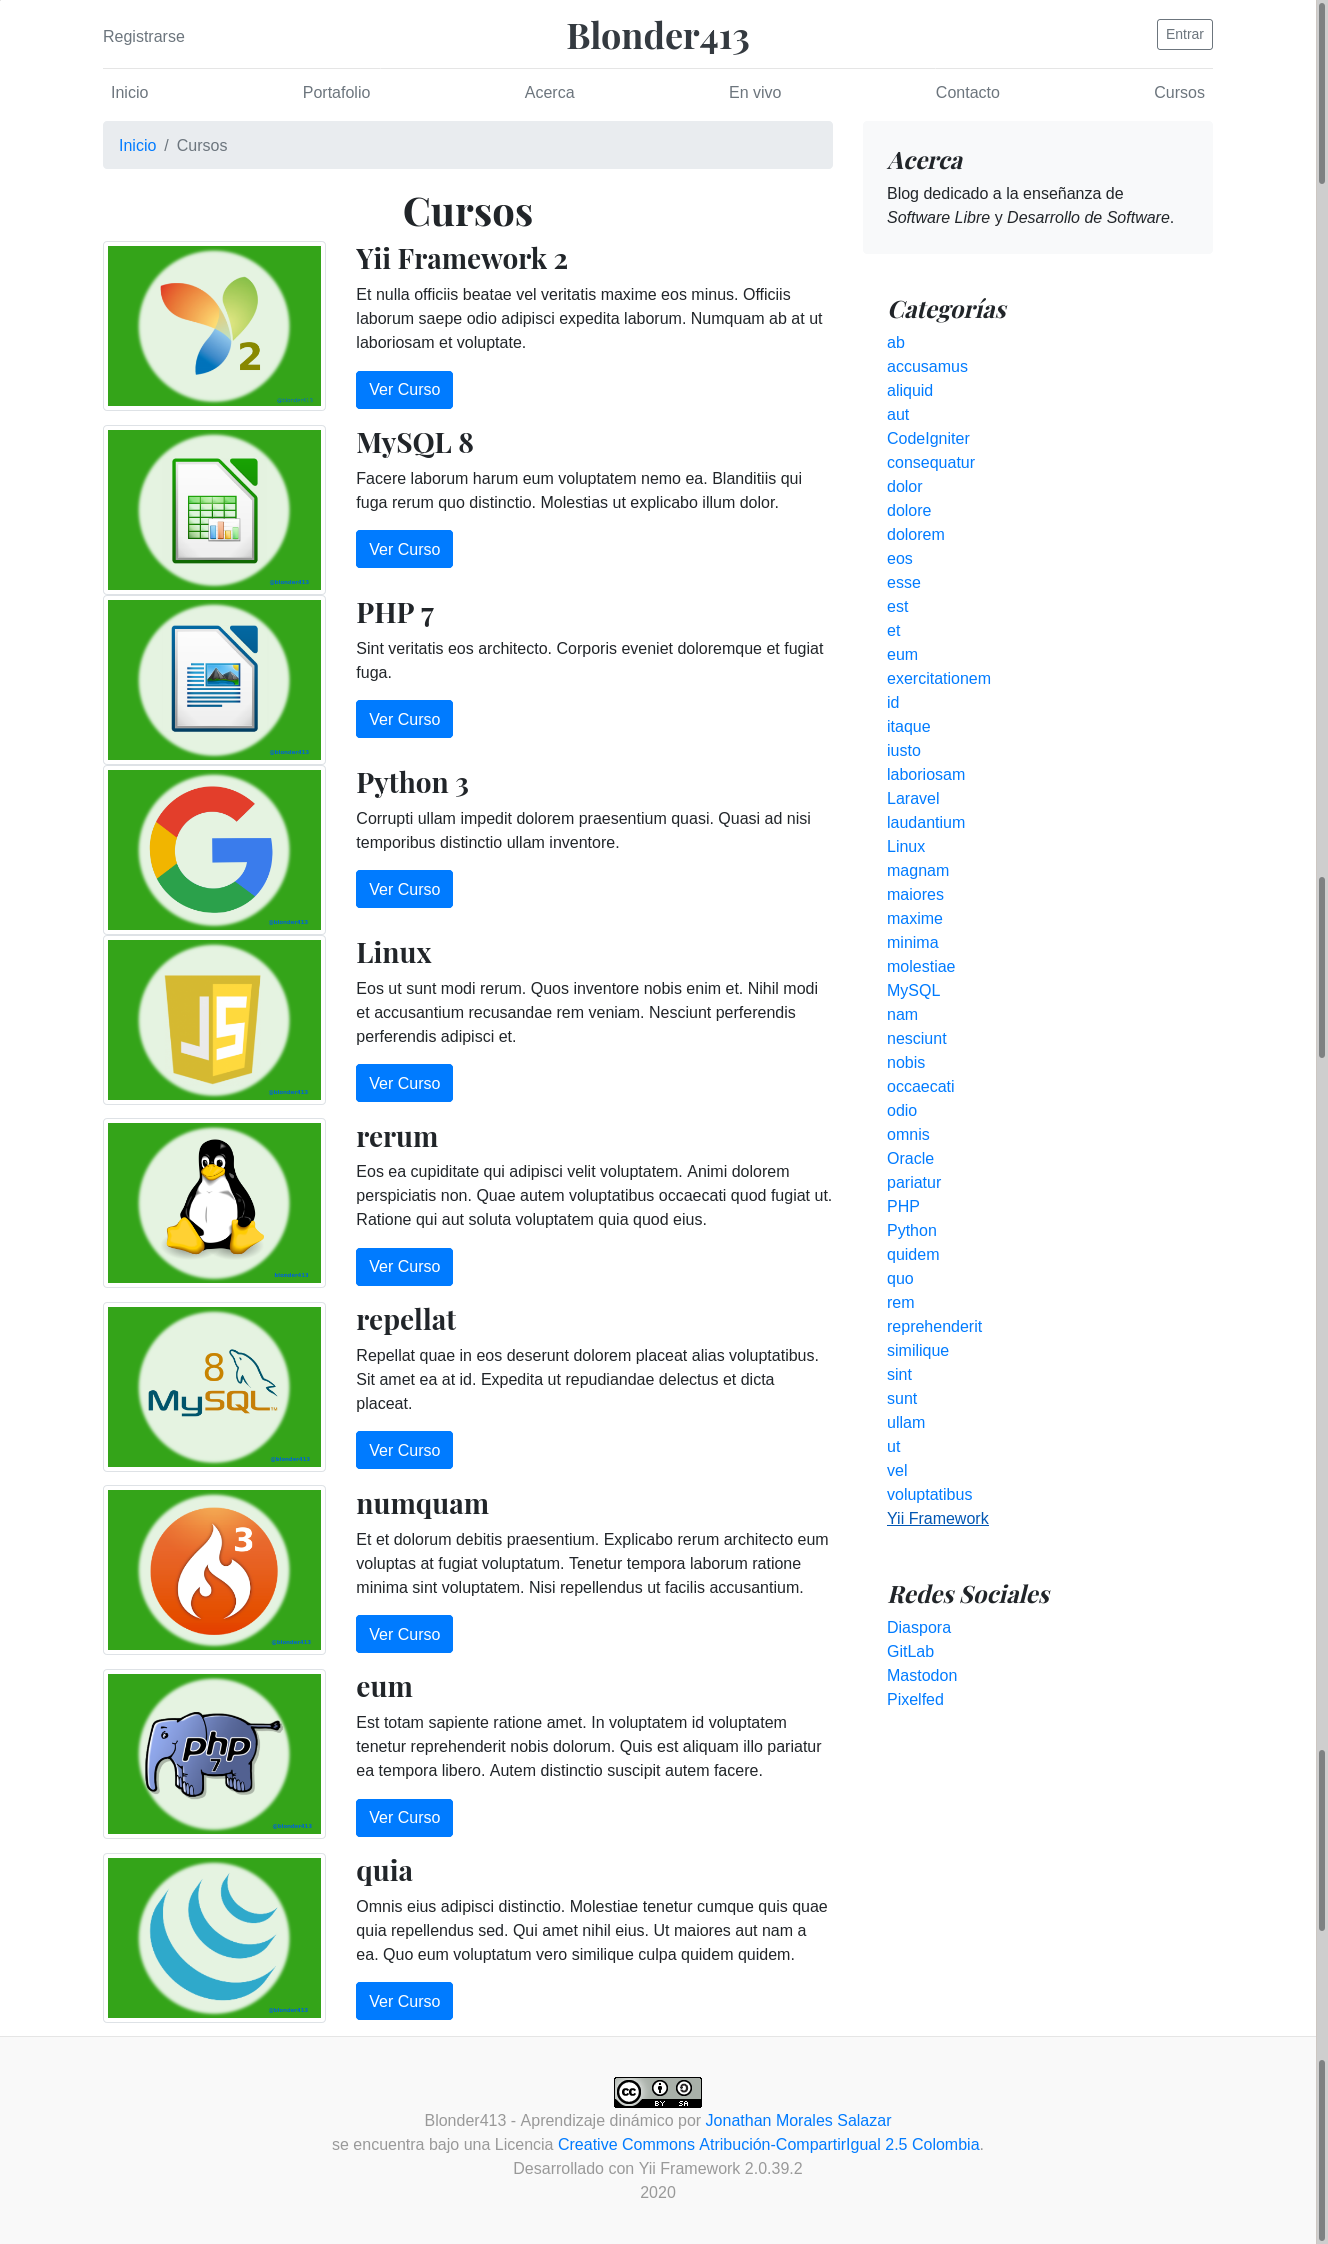 Registrarse
Blonder413
Entrar
Inicio
Portafolio
Acerca
En vivo
Contacto
Cursos
Inicio / Cursos
Cursos
Yii Framework 2
Et nulla officiis beatae vel veritatis maxime eos minus. Officiis
laborum saepe odio adipisci expedita laborum. Numquam ab at ut
laboriosam et voluptate.
Ver Curso
2
@blonder413
MySQL 8
Facere laborum harum eum voluptatem nemo ea. Blanditiis qui
fuga rerum quo distinctio. Molestias ut explicabo illum dolor.
Ver Curso
@blonder413
PHP 7
Sint veritatis eos architecto. Corporis eveniet doloremque et fugiat
fuga.
Ver Curso
@blonder413
Python 3
Corrupti ullam impedit dolorem praesentium quasi. Quasi ad nisi
temporibus distinctio ullam inventore.
Ver Curso
@blonder413
Linux
Eos ut sunt modi rerum. Quos inventore nobis enim et. Nihil modi
et accusantium recusandae rem veniam. Nesciunt perferendis
perferendis adipisci et.
Ver Curso
JS
@blonder413
rerum
Eos ea cupiditate qui adipisci velit voluptatem. Animi dolorem
perspiciatis non. Quae autem voluptatibus occaecati quod fugiat ut.
Ratione qui aut soluta voluptatem quia quod eius.
Ver Curso
blonder413
repellat
Repellat quae in eos deserunt dolorem placeat alias voluptatibus.
Sit amet ea at id. Expedita ut repudiandae delectus et dicta
placeat.
Ver Curso
8
MySQL™
@blonder413
numquam
Et et dolorum debitis praesentium. Explicabo rerum architecto eum
voluptas at fugiat voluptatum. Tenetur tempora laborum ratione
minima sint voluptatem. Nisi repellendus ut facilis accusantium.
Ver Curso
3
@blonder413
eum
Est totam sapiente ratione amet. In voluptatem id voluptatem
tenetur reprehenderit nobis dolorum. Quis est aliquam illo pariatur
ea tempora libero. Autem distinctio suscipit autem facere.
Ver Curso
php
7
@blonder413
quia
Omnis eius adipisci distinctio. Molestiae tenetur cumque quis quae
quia repellendus sed. Qui amet nihil eius. Ut maiores aut nam a
ea. Quo eum voluptatum vero similique culpa quidem quidem.
Ver Curso
@blonder413
Acerca
Blog dedicado a la enseñanza de
Software Libre y Desarrollo de Software.
Categorías
ab
accusamus
aliquid
aut
CodeIgniter
consequatur
dolor
dolore
dolorem
eos
esse
est
et
eum
exercitationem
id
itaque
iusto
laboriosam
Laravel
laudantium
Linux
magnam
maiores
maxime
minima
molestiae
MySQL
nam
nesciunt
nobis
occaecati
odio
omnis
Oracle
pariatur
PHP
Python
quidem
quo
rem
reprehenderit
similique
sint
sunt
ullam
ut
vel
voluptatibus
Yii Framework
Redes Sociales
Diaspora
GitLab
Mastodon
Pixelfed
cc BY SA
Blonder413 - Aprendizaje dinámico por Jonathan Morales Salazar
se encuentra bajo una Licencia Creative Commons Atribución-CompartirIgual 2.5 Colombia.
Desarrollado con Yii Framework 2.0.39.2
2020